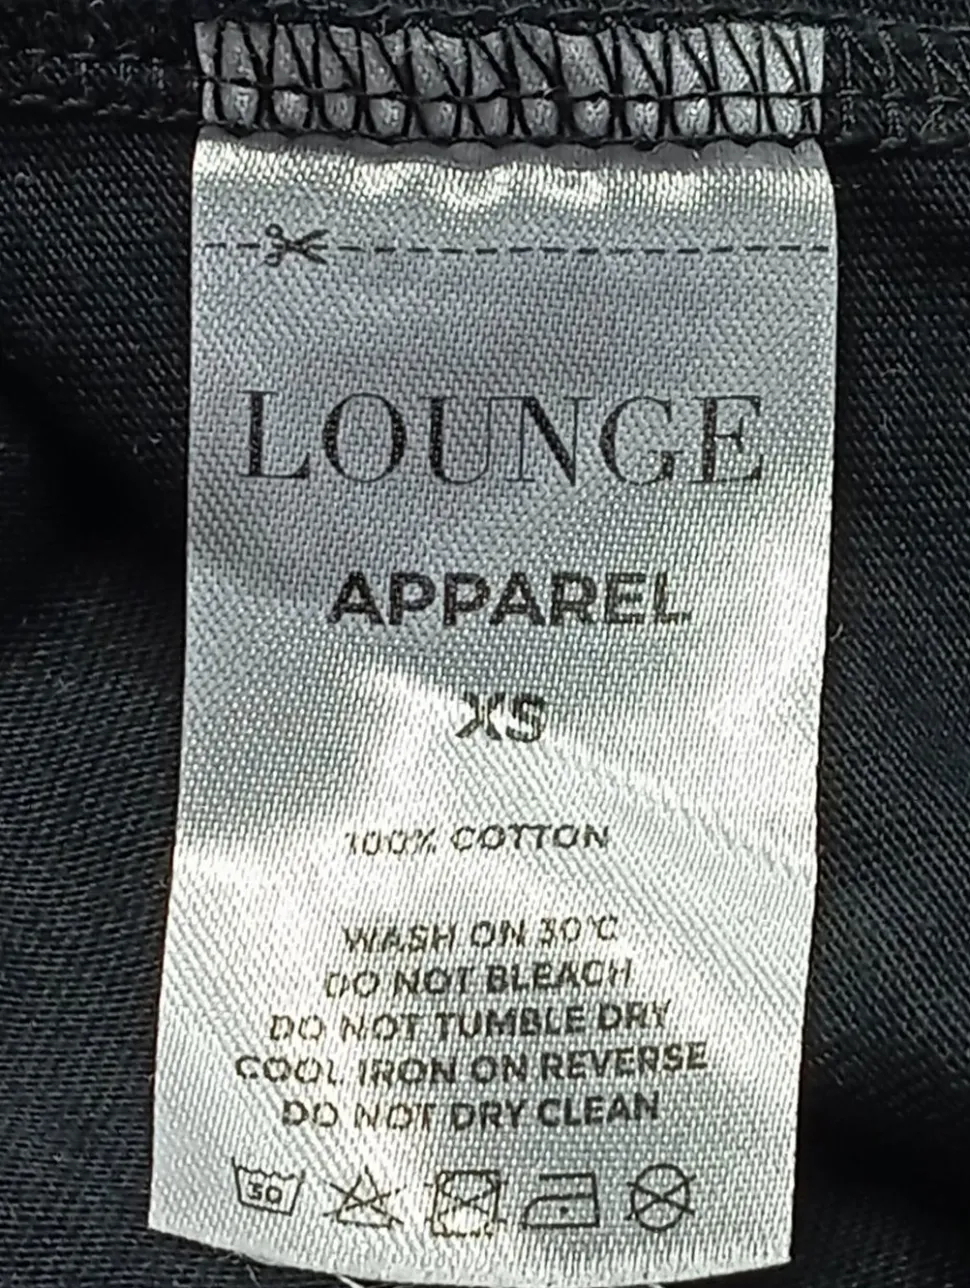 LOUNGE
APPAREL
XS
100% COTTON
WASH ON 30°C
DO NOT BLEACH
DO NOT TUMBLE DRY
COOL IRON ON REVERSE
DO NOT DRY CLEAN
30